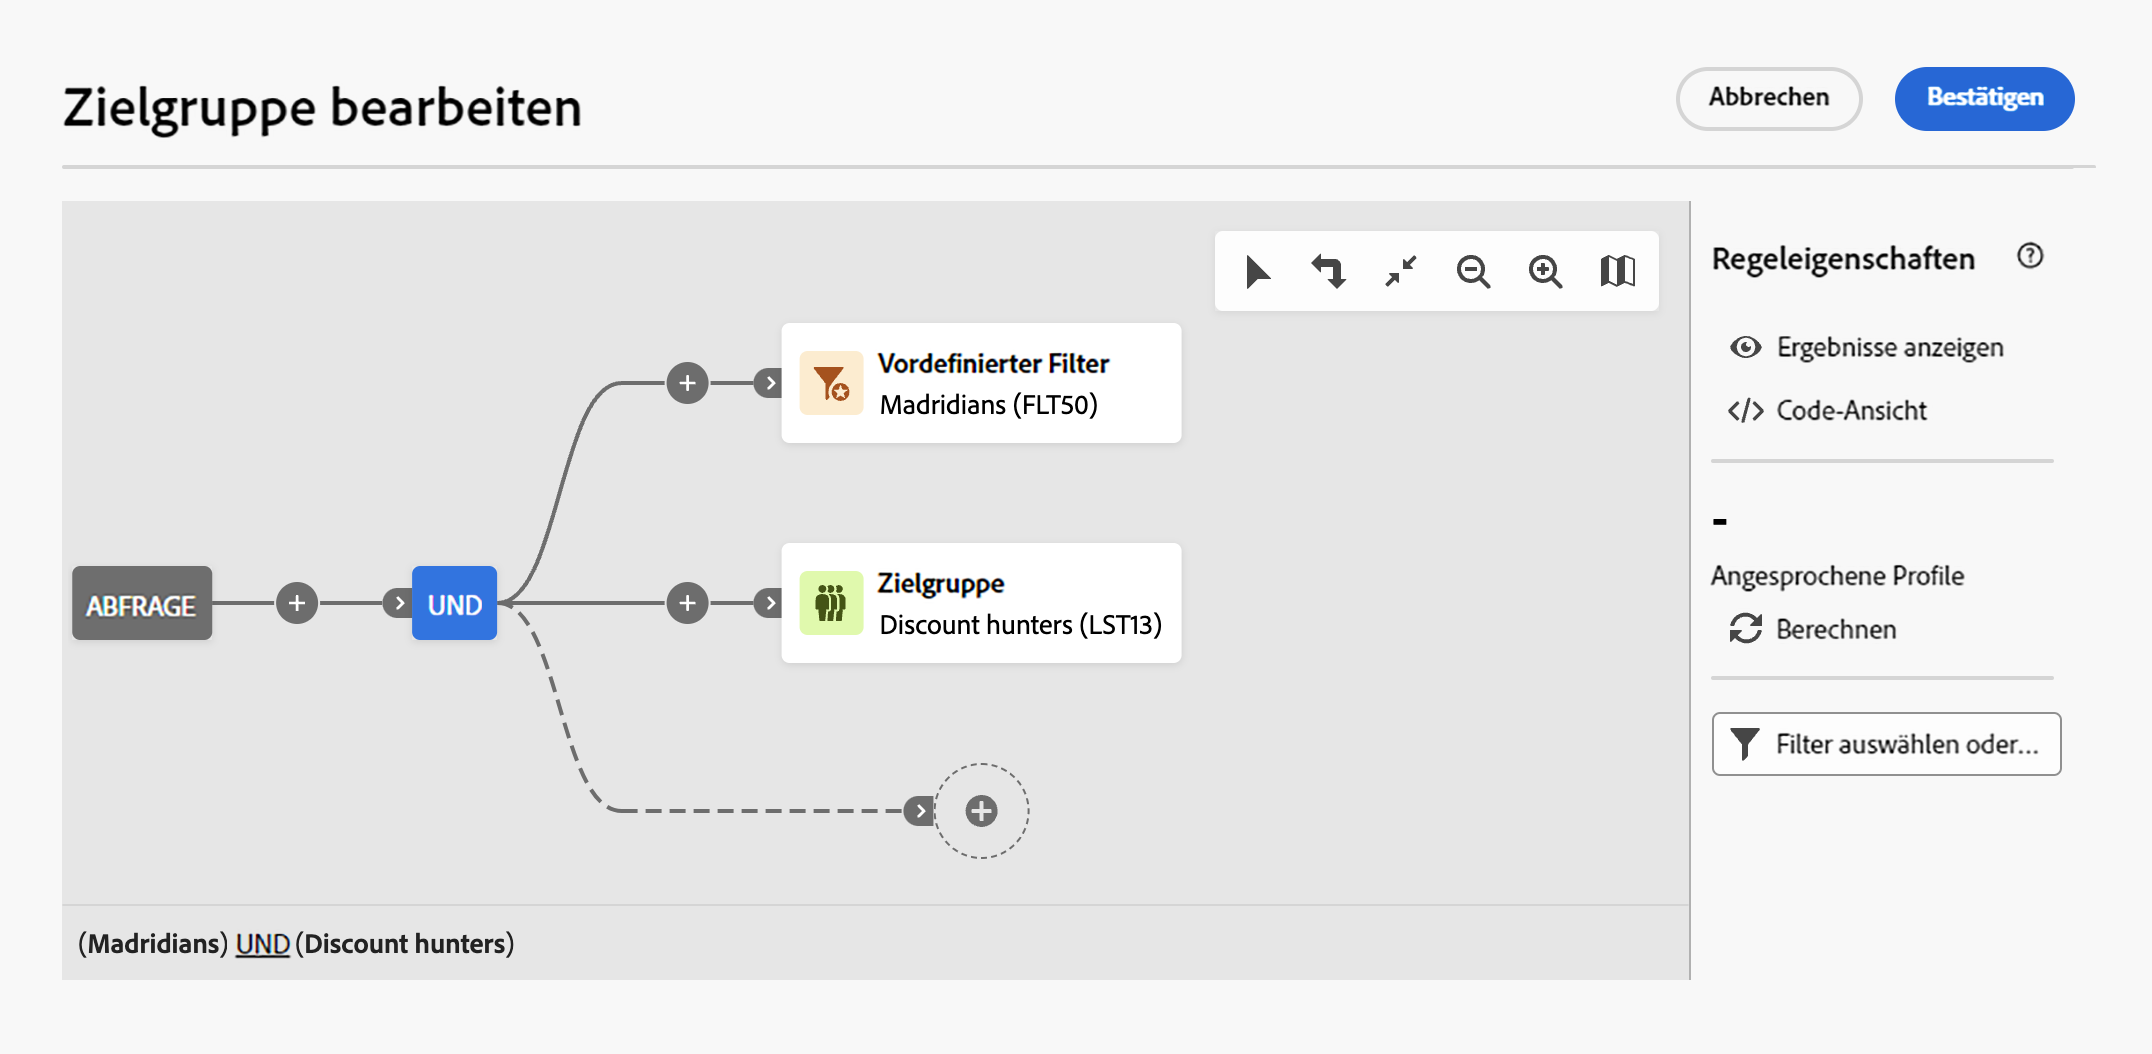 Zielgruppe bearbeiten
Abbrechen
Bestätigen
Vordefinierter Filter
Madridians (FLT50)
ABFRAGE
UND
Zielgruppe
Discount hunters (LST13)
(Madridians) UND (Discount hunters)
Regeleigenschaften
Ergebnisse anzeigen
Code-Ansicht
-
Angesprochene Profile
Berechnen
Filter auswählen oder...